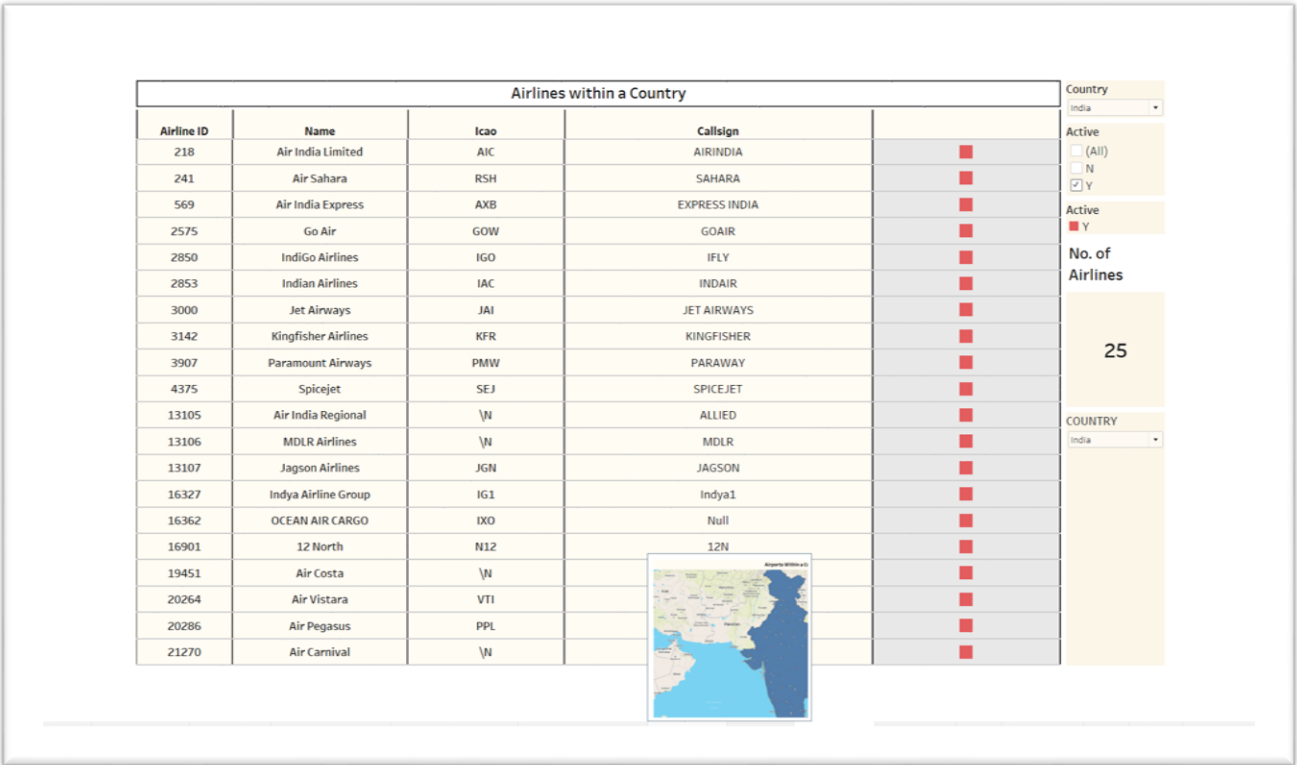 Airlines within a Country
Airline ID Name Icao Callsign
218 Air India Limited AIC AIRINDIA
241 Air Sahara RSH SAHARA
569 Air India Express AXB EXPRESS INDIA
2575 Go Air GOW GOAIR
2850 IndiGo Airlines IGO IFLY
2853 Indian Airlines IAC INDAIR
3000 Jet Airways JAI JET AIRWAYS
3142 Kingfisher Airlines KFR KINGFISHER
3907 Paramount Airways PMW PARAWAY
4375 Spicejet SEJ SPICEJET
13105 Air India Regional \N ALLIED
13106 MDLR Airlines \N MDLR
13107 Jagson Airlines JGN JAGSON
16327 Indya Airline Group IG1 Indya1
16362 OCEAN AIR CARGO IXO Null
16901 12 North N12 12N
19451 Air Costa \N
20264 Air Vistara VTI
20286 Air Pegasus PPL
21270 Air Carnival \N
Airports Within a C
Country
India
Active
(All)
N
Y
Active
Y
No. of
Airlines
25
COUNTRY
India